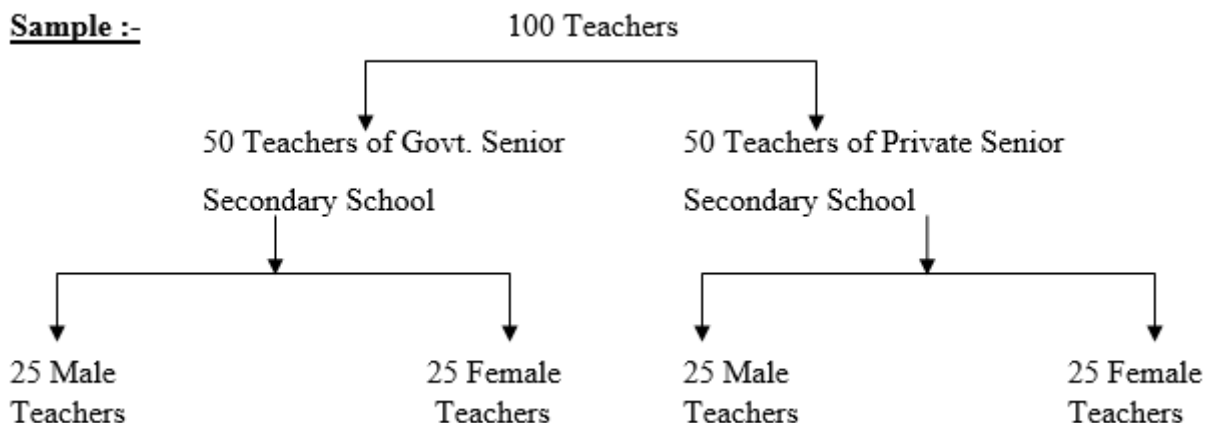 Sample :-
100 Teachers
50 Teachers of Govt. Senior
Secondary School
50 Teachers of Private Senior
Secondary School
25 Male
Teachers
25 Female
Teachers
25 Male
Teachers
25 Female
Teachers